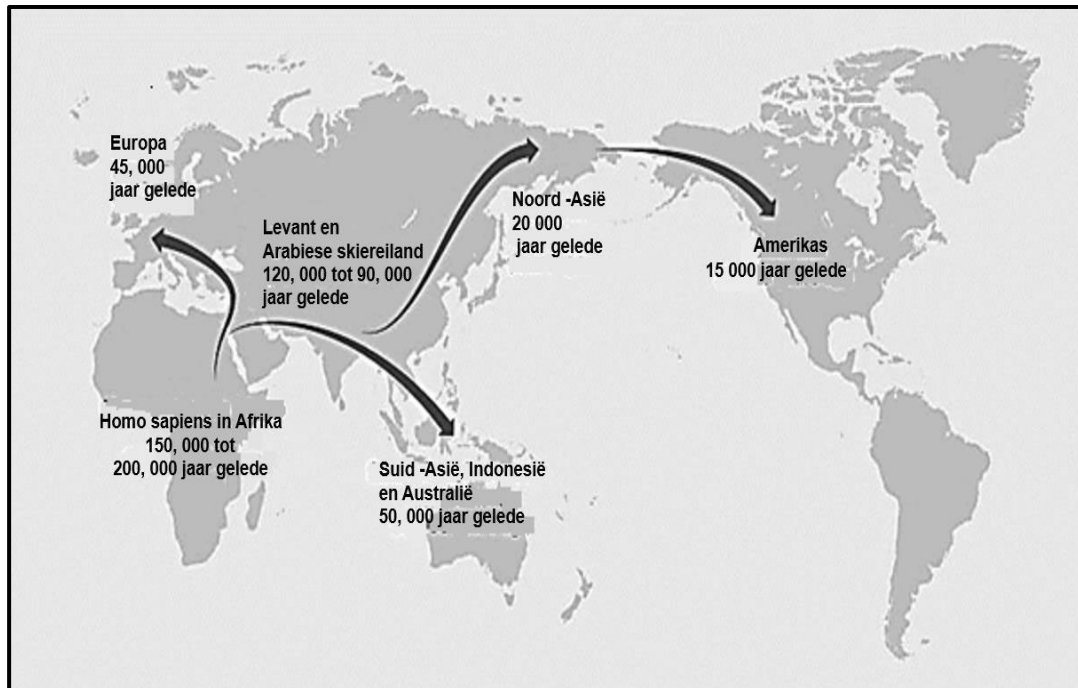 Europa
45, 000
jaar gelede
Levant en
Arabiese skiereiland
120, 000 tot 90, 000
jaar gelede
Noord -Asië
20 000
jaar gelede
Amerikas
15 000 jaar gelede
Homo sapiens in Afrika
150, 000 tot
200, 000 jaar gelede
Suid -Asië, Indonesië
en Australië
50, 000 jaar gelede